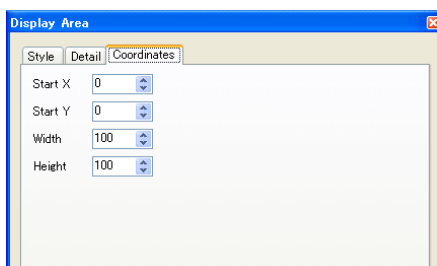 Display Area
Style Detail Coordinates
Start X 0
Start Y 0
Width 100
Height 100